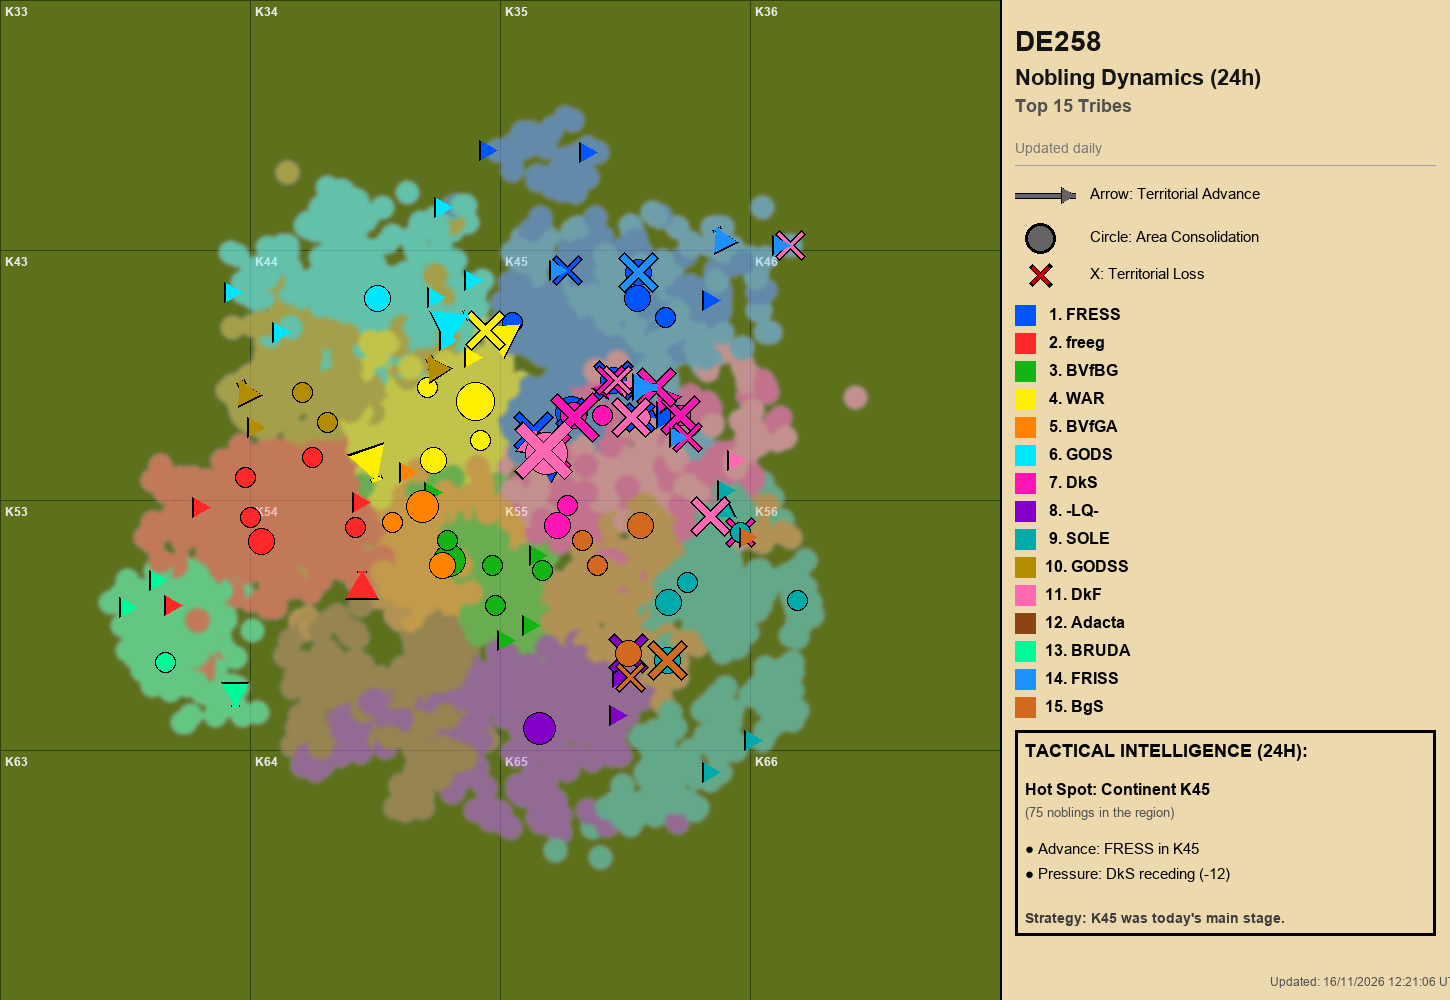 K33
K34
K35
K36
K43
K44
K45
K46
K53
K54
K55
K56
K63
K64
K65
K66
DE258
Nobling Dynamics (24h)
Top 15 Tribes
Updated daily
Arrow: Territorial Advance
Circle: Area Consolidation
X: Territorial Loss
1. FRESS
2. freeg
3. BVfBG
4. WAR
5. BVfGA
6. GODS
7. DkS
8. -LQ-
9. SOLE
10. GODSS
11. DkF
12. Adacta
13. BRUDA
14. FRISS
15. BgS
TACTICAL INTELLIGENCE (24H):
Hot Spot: Continent K45
(75 noblings in the region)
● Advance: FRESS in K45
● Pressure: DkS receding (-12)
Strategy: K45 was today's main stage.
Updated: 16/11/2026 12:21:06 U